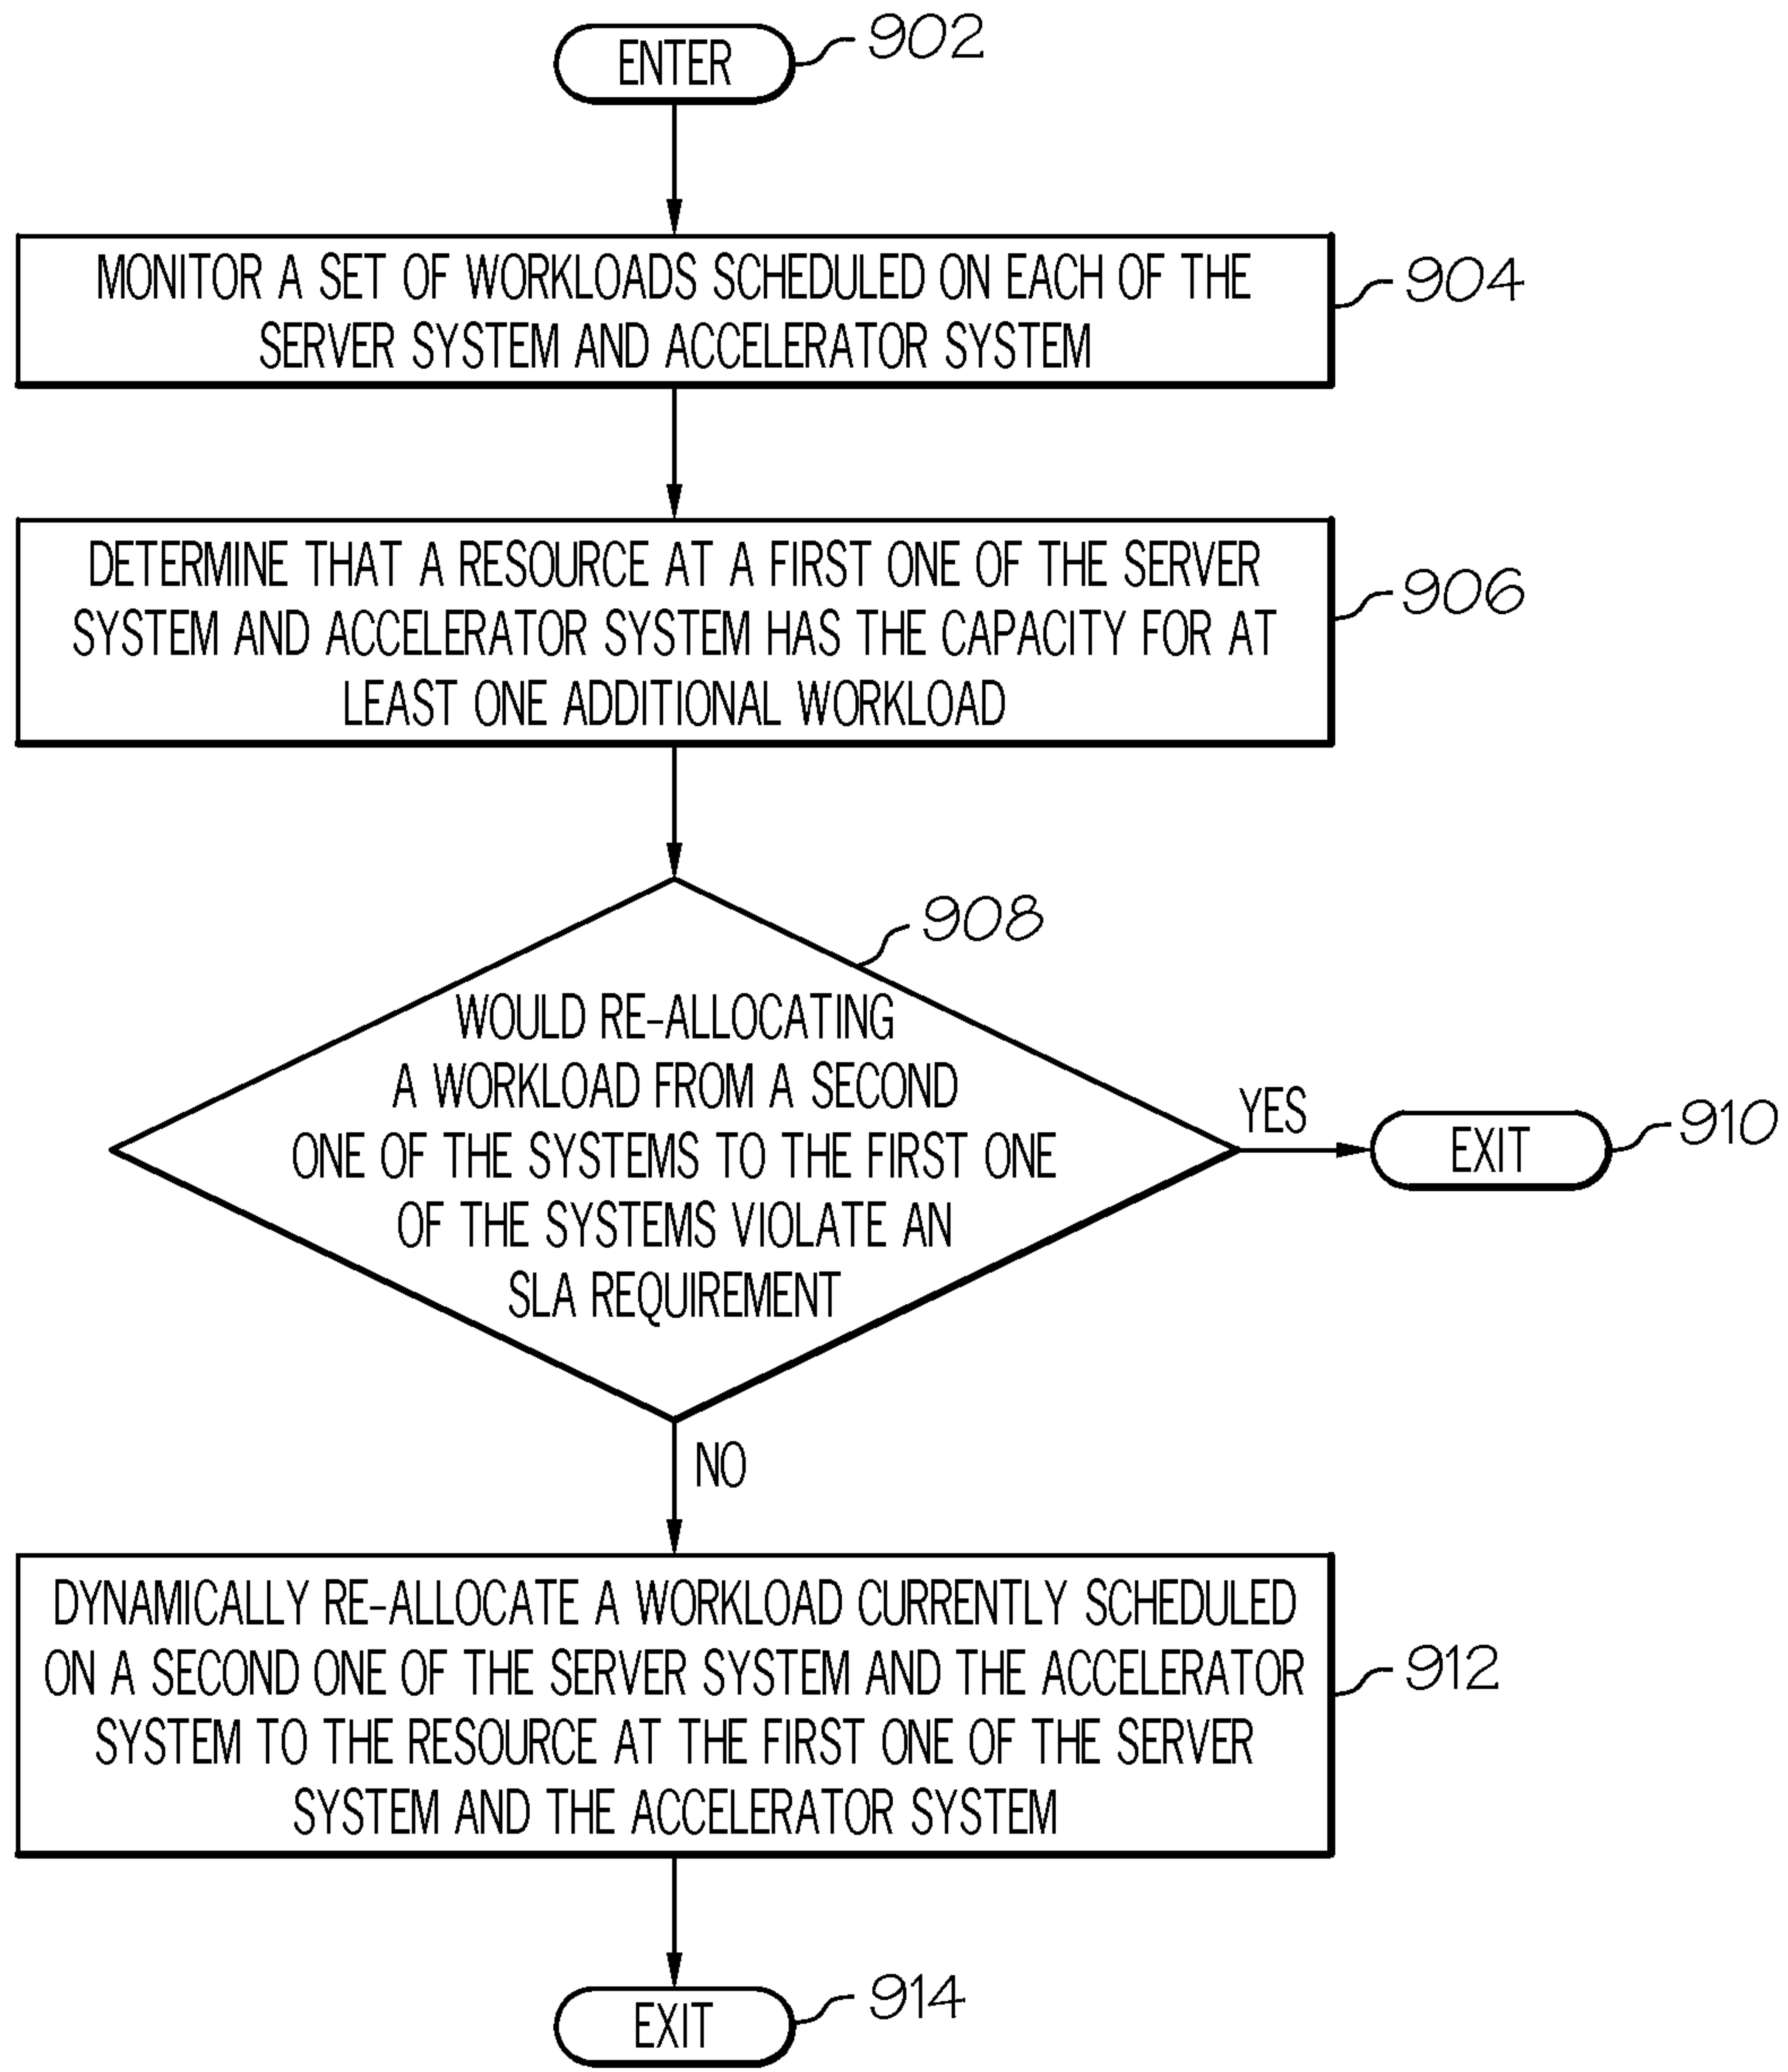 ENTER
902
MONITOR A SET OF WORKLOADS SCHEDULED ON EACH OF THE
SERVER SYSTEM AND ACCELERATOR SYSTEM
904
DETERMINE THAT A RESOURCE AT A FIRST ONE OF THE SERVER
SYSTEM AND ACCELERATOR SYSTEM HAS THE CAPACITY FOR AT
LEAST ONE ADDITIONAL WORKLOAD
906
908
WOULD RE-ALLOCATING
A WORKLOAD FROM A SECOND
ONE OF THE SYSTEMS TO THE FIRST ONE
OF THE SYSTEMS VIOLATE AN
SLA REQUIREMENT
YES
EXIT
910
NO
DYNAMICALLY RE-ALLOCATE A WORKLOAD CURRENTLY SCHEDULED
ON A SECOND ONE OF THE SERVER SYSTEM AND THE ACCELERATOR
SYSTEM TO THE RESOURCE AT THE FIRST ONE OF THE SERVER
SYSTEM AND THE ACCELERATOR SYSTEM
912
EXIT
914